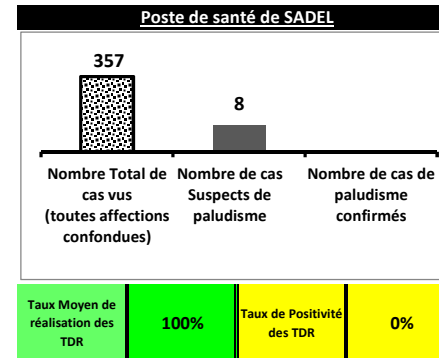 Poste de santé de SADEL
357
8
Nombre Total de
cas vus
(toutes affections
confondues)
Nombre de cas
Suspects de
paludisme
Nombre de cas de
paludisme
confirmés
Taux Moyen de
réalisation des
TDR
100%
Taux de Positivité
des TDR
0%